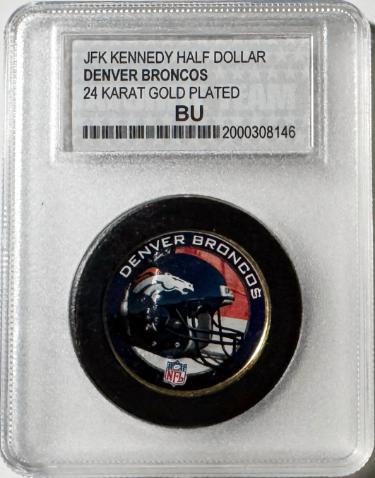 JFK KENNEDY HALF DOLLAR
DENVER BRONCOS
24 KARAT GOLD PLATED
BU
2000308146
DENVER BRONCOS
NFL